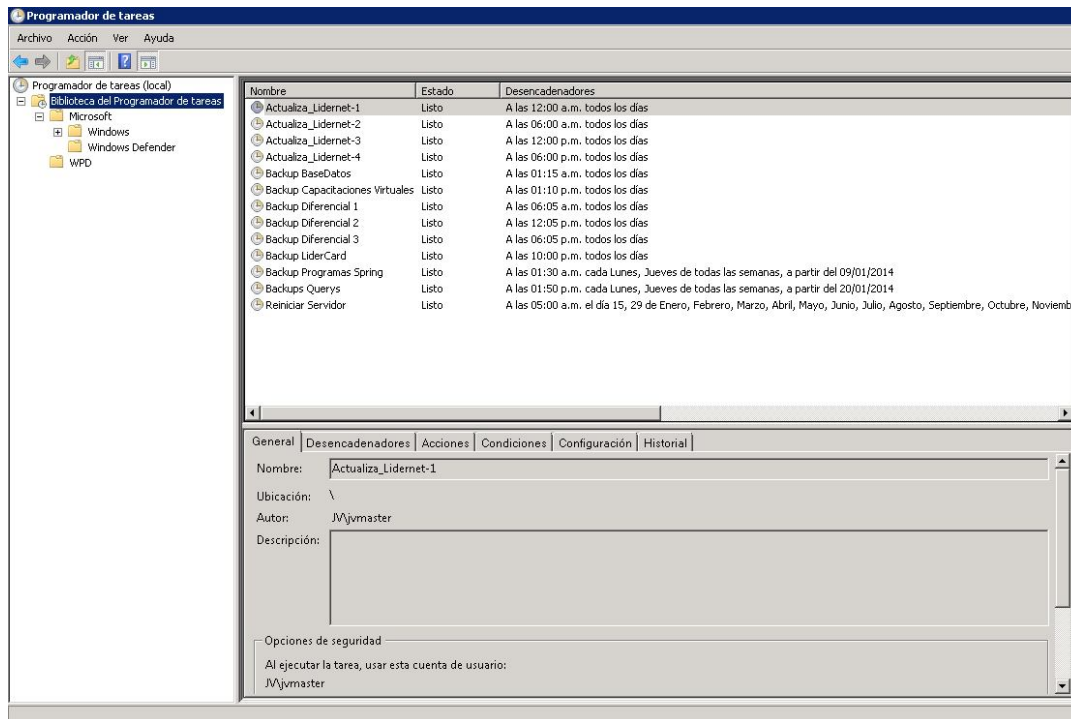 Programador de tareas
Archivo Acción Ver Ayuda
Programador de tareas (local)
Biblioteca del Programador de tareas
Microsoft
Windows
Windows Defender
WPD
Nombre Estado Desencadenadores
Actualiza_Lidernet-1 Listo A las 12:00 a.m. todos los días
Actualiza_Lidernet-2 Listo A las 06:00 a.m. todos los días
Actualiza_Lidernet-3 Listo A las 12:00 p.m. todos los días
Actualiza_Lidernet-4 Listo A las 06:00 p.m. todos los días
Backup BaseDatos Listo A las 01:15 a.m. todos los días
Backup Capacitaciones Virtuales Listo A las 01:10 p.m. todos los días
Backup Diferencial 1 Listo A las 06:05 a.m. todos los días
Backup Diferencial 2 Listo A las 12:05 p.m. todos los días
Backup Diferencial 3 Listo A las 06:05 p.m. todos los días
Backup LiderCard Listo A las 10:00 p.m. todos los días
Backup Programas Spring Listo A las 01:30 a.m. cada Lunes, Jueves de todas las semanas, a partir del 09/01/2014
Backups Querys Listo A las 01:50 p.m. cada Lunes, Jueves de todas las semanas, a partir del 20/01/2014
Reiniciar Servidor Listo A las 05:00 a.m. el día 15, 29 de Enero, Febrero, Marzo, Abril, Mayo, Junio, Julio, Agosto, Septiembre, Octubre, Noviemb
General Desencadenadores Acciones Condiciones Configuración Historial
Nombre: Actualiza_Lidernet-1
Ubicación: \
Autor: JV\jvmaster
Descripción:
Opciones de seguridad
Al ejecutar la tarea, usar esta cuenta de usuario:
JV\jvmaster